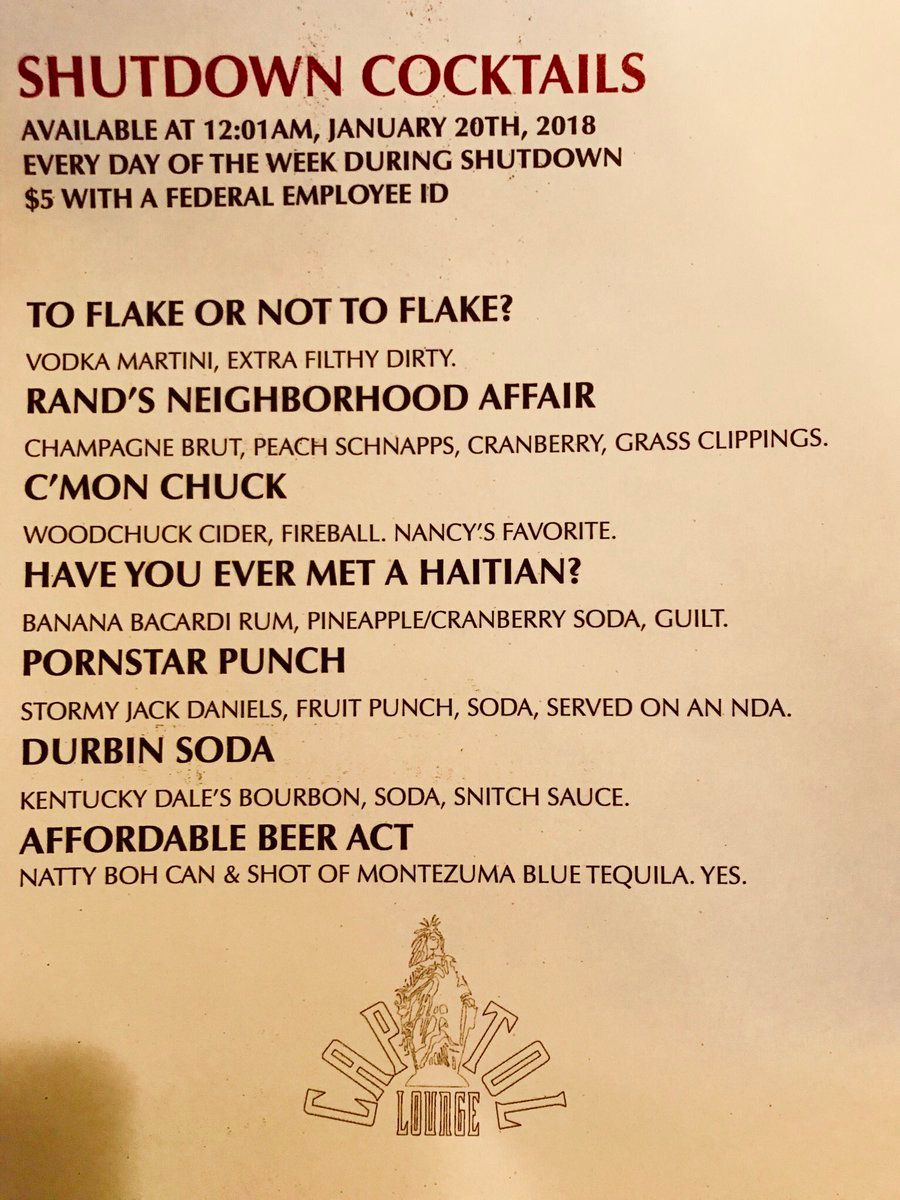 SHUTDOWN COCKTAILS
AVAILABLE AT 12:01AM, JANUARY 20TH, 2018
EVERY DAY OF THE WEEK DURING SHUTDOWN
$5 WITH A FEDERAL EMPLOYEE ID
TO FLAKE OR NOT TO FLAKE?
VODKA MARTINI, EXTRA FILTHY DIRTY.
RAND'S NEIGHBORHOOD AFFAIR
CHAMPAGNE BRUT, PEACH SCHNAPPS, CRANBERRY, GRASS CLIPPINGS.
C'MON CHUCK
WOODCHUCK CIDER, FIREBALL. NANCY'S FAVORITE.
HAVE YOU EVER MET A HAITIAN?
BANANA BACARDI RUM, PINEAPPLE/CRANBERRY SODA, GUILT.
PORNSTAR PUNCH
STORMY JACK DANIELS, FRUIT PUNCH, SODA, SERVED ON AN NDA.
DURBIN SODA
KENTUCKY DALE'S BOURBON, SODA, SNITCH SAUCE.
AFFORDABLE BEER ACT
NATTY BOH CAN & SHOT OF MONTEZUMA BLUE TEQUILA. YES.
CAPITOL
LOUNGE